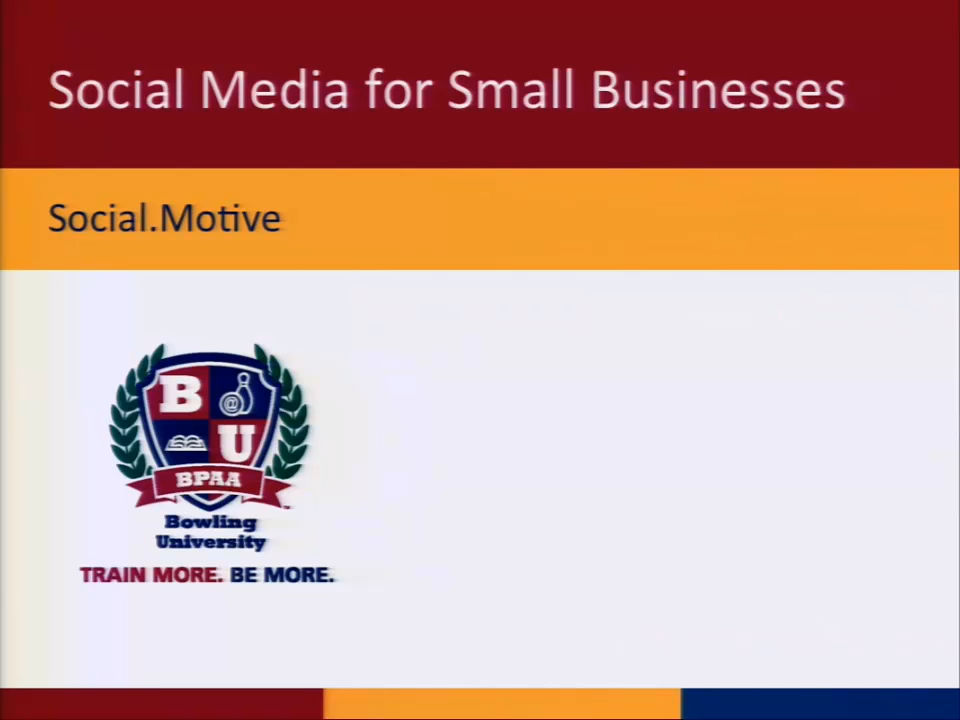 Social Media for Small Businesses
Social.Motive
B
U
BPAA
Bowling
University
TRAIN MORE. BE MORE.